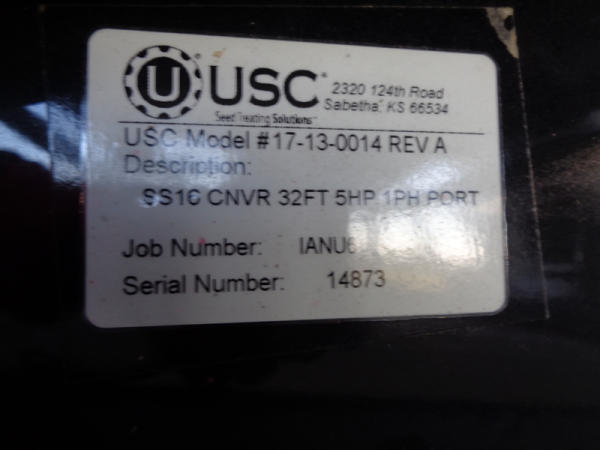 U USC
2320 124th Road
Sabetha, KS 66534
Seed Treating Solutions
USC Model #17-13-0014 REV A
Description:
SS16 CNVR 32FT 5HP 1PH PORT
Job Number:
Serial Number: 14873